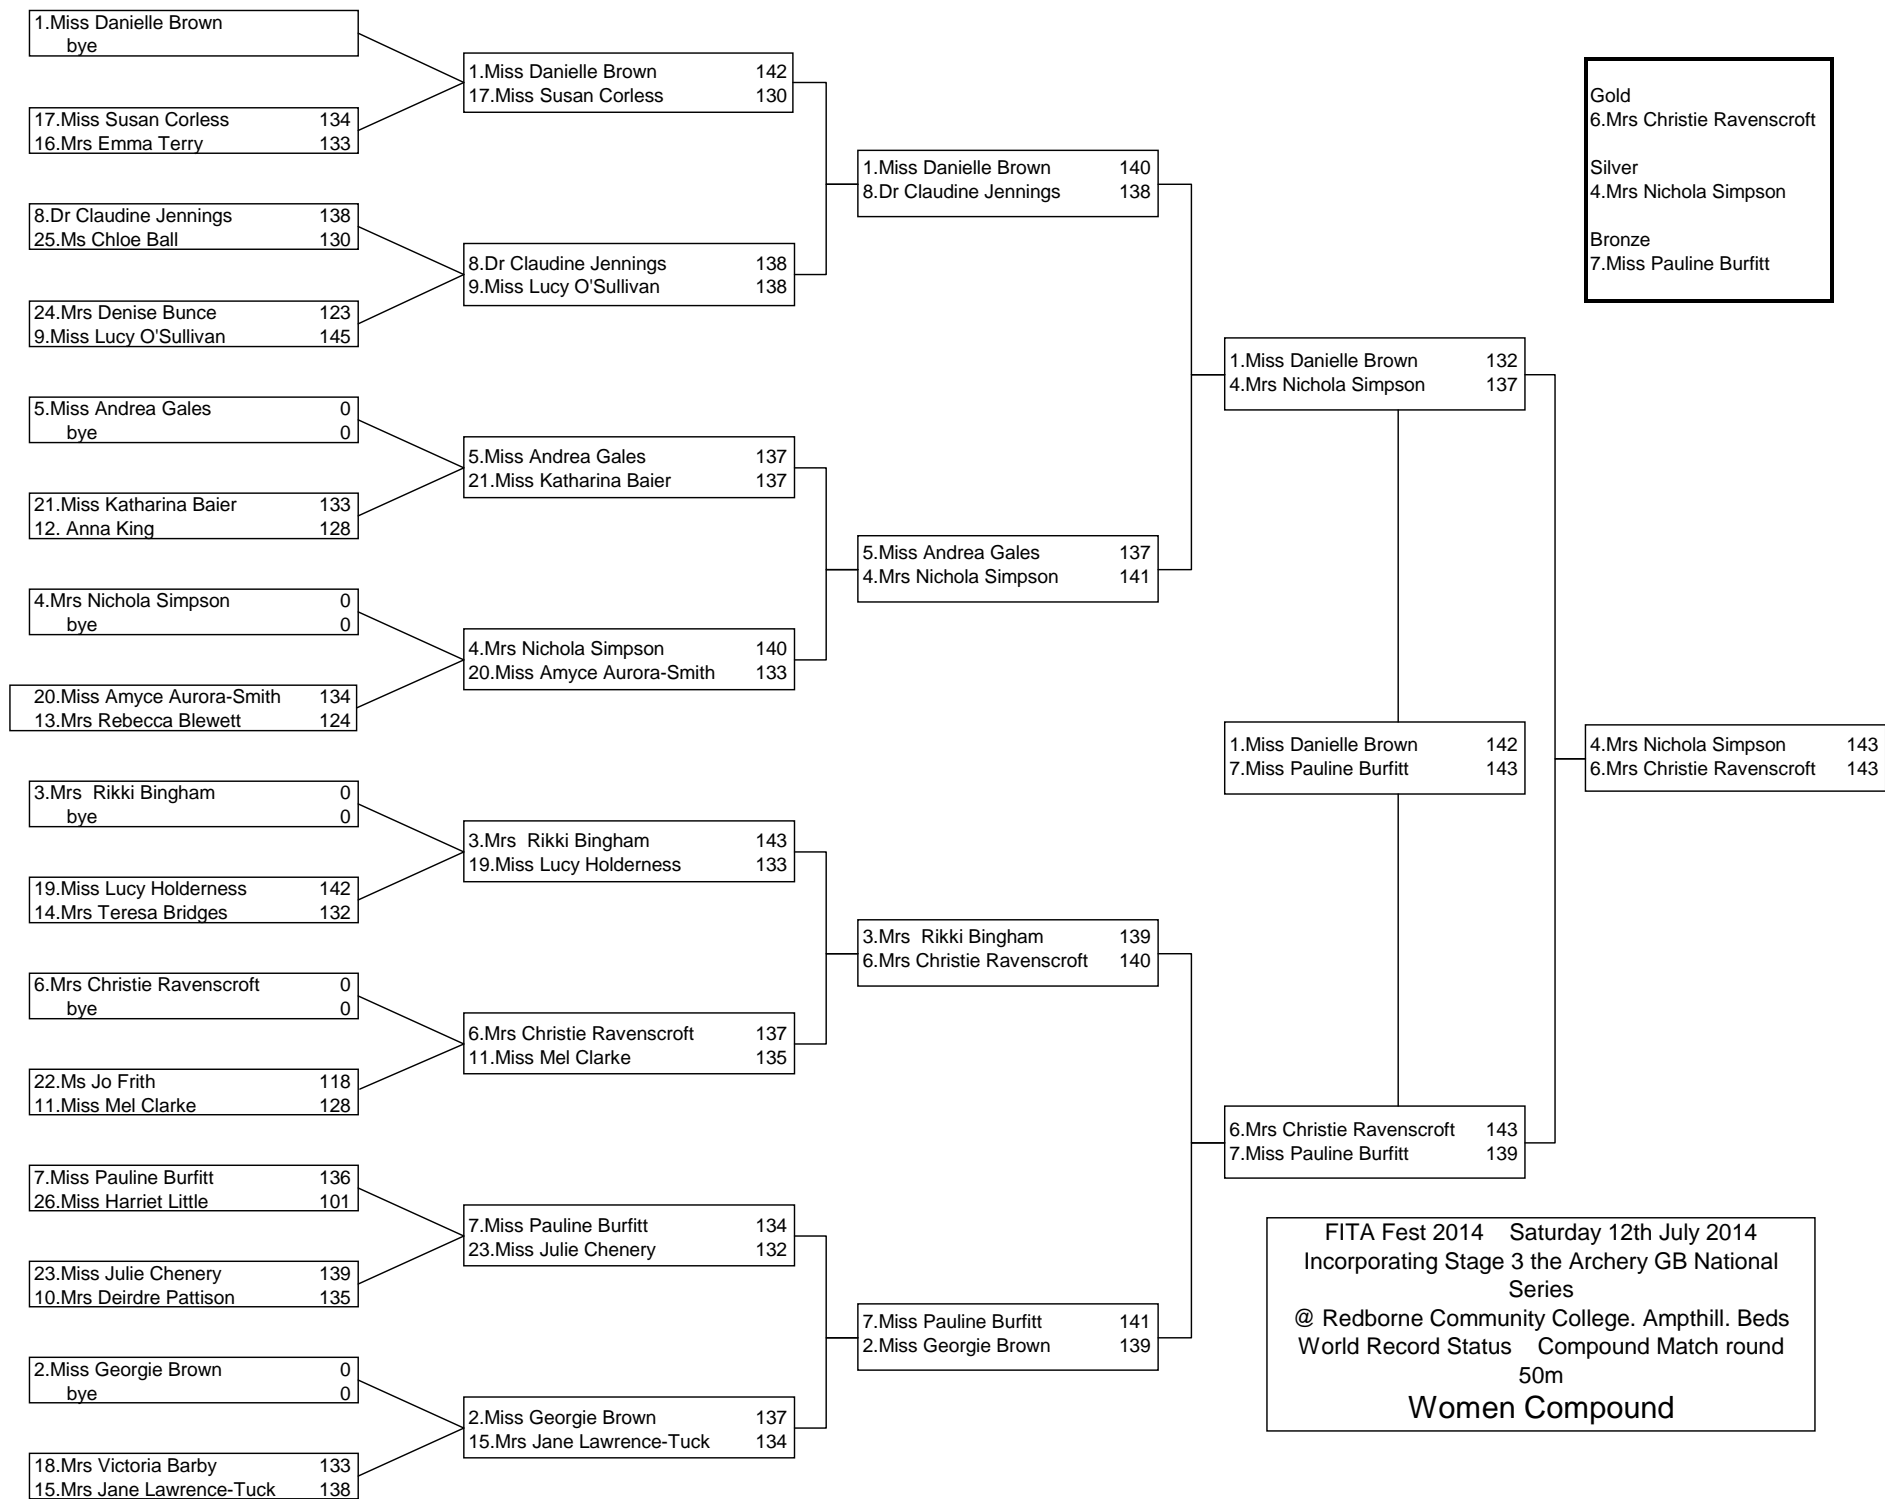 1.Miss Danielle Brown
bye
17.Miss Susan Corless 134
16.Mrs Emma Terry 133
8.Dr Claudine Jennings 138
25.Ms Chloe Ball 130
24.Mrs Denise Bunce 123
9.Miss Lucy O'Sullivan 145
5.Miss Andrea Gales 0
bye 0
21.Miss Katharina Baier 133
12. Anna King 128
4.Mrs Nichola Simpson 0
bye 0
20.Miss Amyce Aurora-Smith 134
13.Mrs Rebecca Blewett 124
3.Mrs  Rikki Bingham 0
bye 0
19.Miss Lucy Holderness 142
14.Mrs Teresa Bridges 132
6.Mrs Christie Ravenscroft 0
bye 0
22.Ms Jo Frith 118
11.Miss Mel Clarke 128
7.Miss Pauline Burfitt 136
26.Miss Harriet Little 101
23.Miss Julie Chenery 139
10.Mrs Deirdre Pattison 135
2.Miss Georgie Brown 0
bye 0
18.Mrs Victoria Barby 133
15.Mrs Jane Lawrence-Tuck 138
1.Miss Danielle Brown 142
17.Miss Susan Corless 130
8.Dr Claudine Jennings 138
9.Miss Lucy O'Sullivan 138
5.Miss Andrea Gales 137
21.Miss Katharina Baier 137
4.Mrs Nichola Simpson 140
20.Miss Amyce Aurora-Smith 133
3.Mrs  Rikki Bingham 143
19.Miss Lucy Holderness 133
6.Mrs Christie Ravenscroft 137
11.Miss Mel Clarke 135
7.Miss Pauline Burfitt 134
23.Miss Julie Chenery 132
2.Miss Georgie Brown 137
15.Mrs Jane Lawrence-Tuck 134
1.Miss Danielle Brown 140
8.Dr Claudine Jennings 138
5.Miss Andrea Gales 137
4.Mrs Nichola Simpson 141
3.Mrs  Rikki Bingham 139
6.Mrs Christie Ravenscroft 140
7.Miss Pauline Burfitt 141
2.Miss Georgie Brown 139
1.Miss Danielle Brown 132
4.Mrs Nichola Simpson 137
1.Miss Danielle Brown 142
7.Miss Pauline Burfitt 143
6.Mrs Christie Ravenscroft 143
7.Miss Pauline Burfitt 139
4.Mrs Nichola Simpson 143
6.Mrs Christie Ravenscroft 143
Gold
6.Mrs Christie Ravenscroft
Silver
4.Mrs Nichola Simpson
Bronze
7.Miss Pauline Burfitt
FITA Fest 2014    Saturday 12th July 2014
Incorporating Stage 3 the Archery GB National
Series
@ Redborne Community College. Ampthill. Beds
World Record Status    Compound Match round
50m
Women Compound